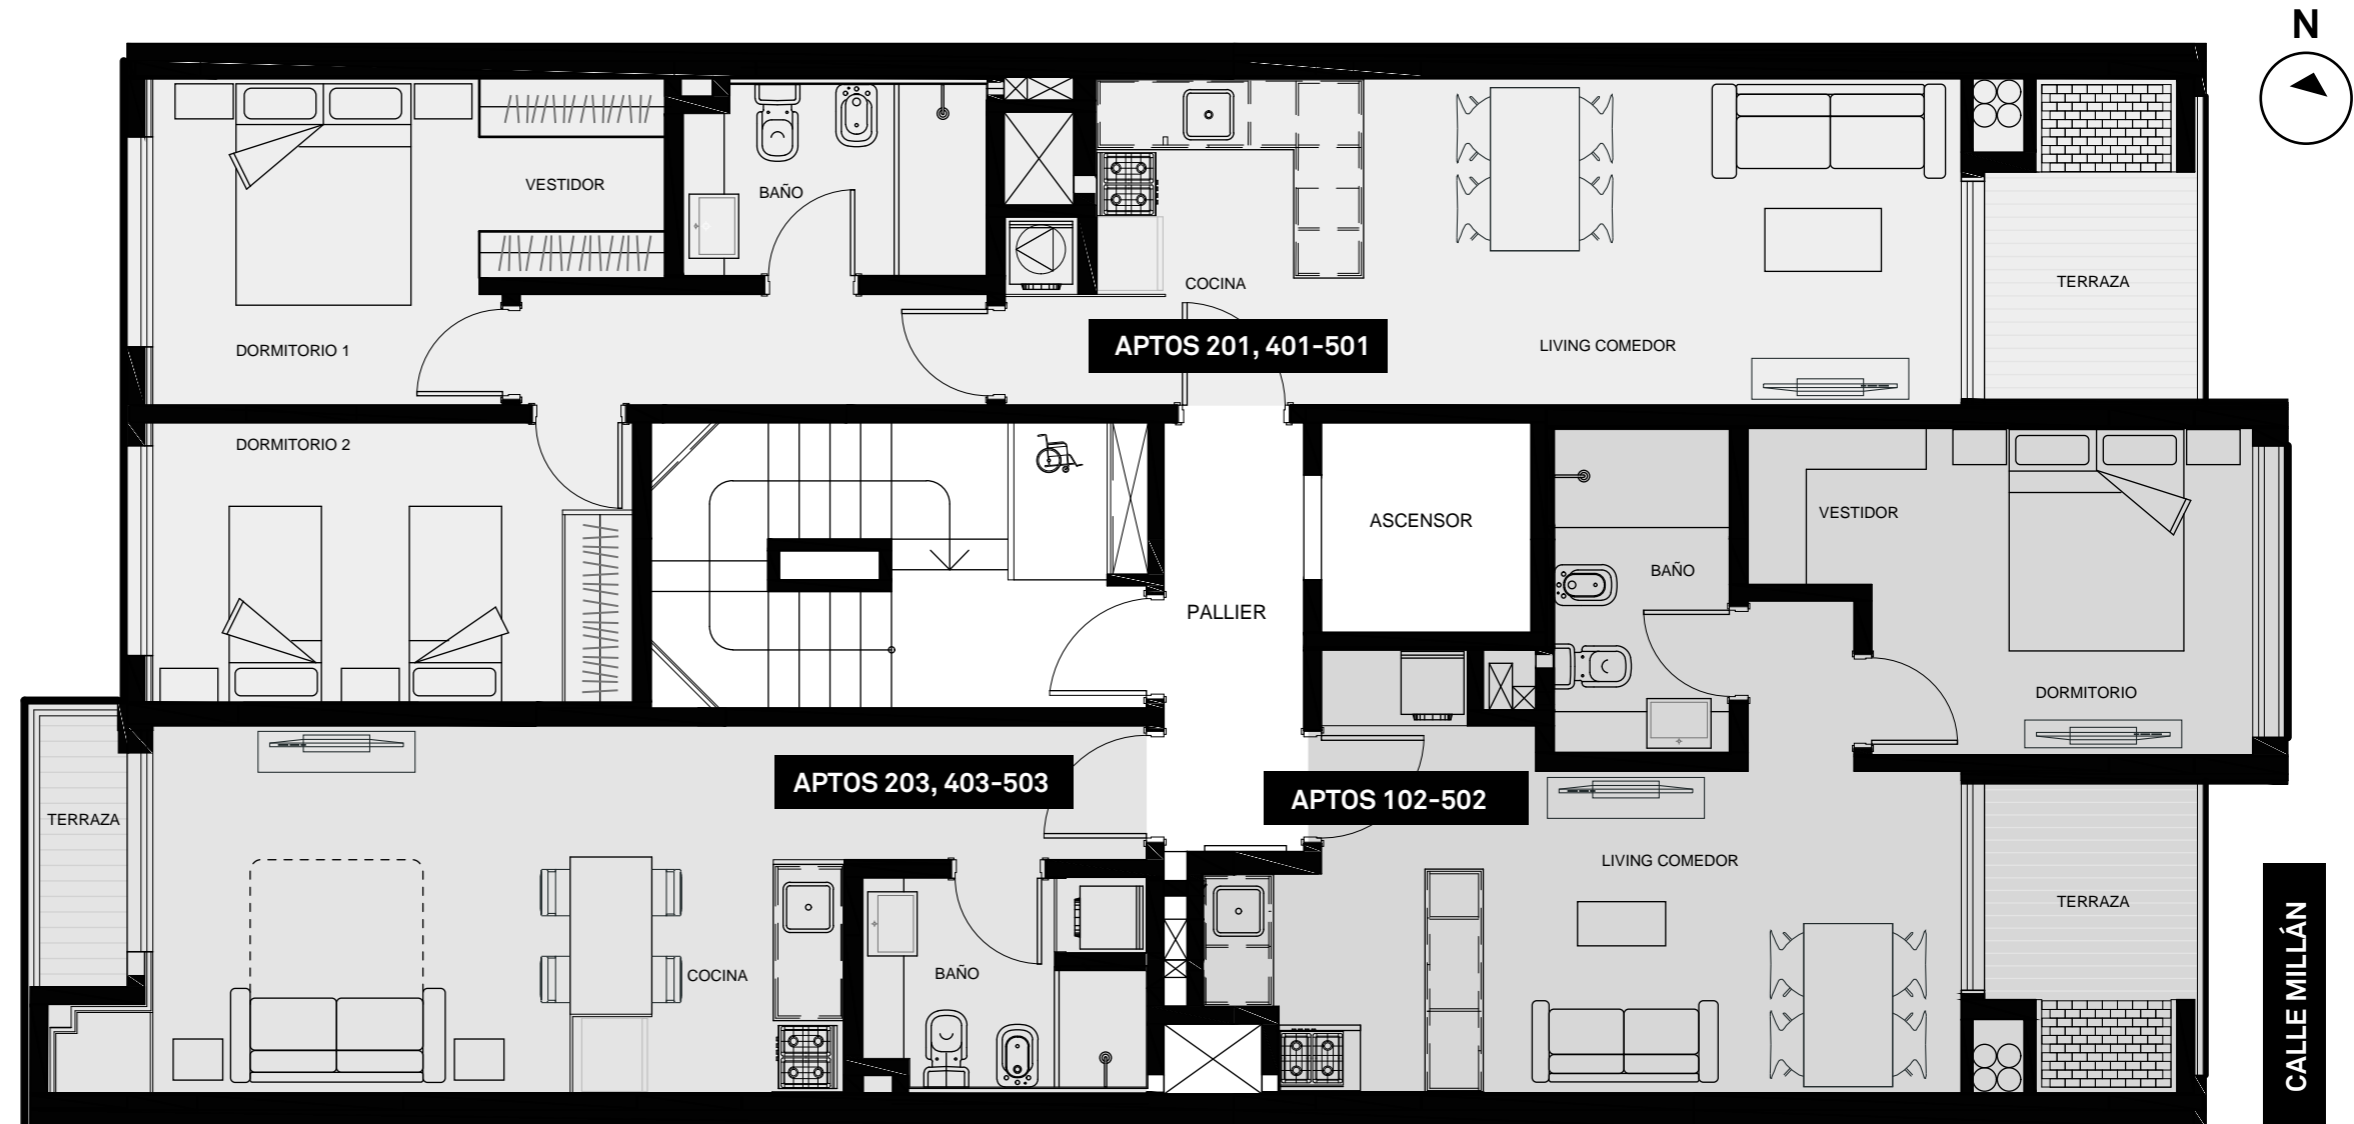 N
VESTIDOR
BAÑO
COCINA
TERRAZA
DORMITORIO 1
APTOS 201, 401-501
LIVING COMEDOR
DORMITORIO 2
ASCENSOR
VESTIDOR
BAÑO
PALLIER
DORMITORIO
TERRAZA
APTOS 203, 403-503
APTOS 102-502
LIVING COMEDOR
COCINA
BAÑO
TERRAZA
CALLE MILÁN